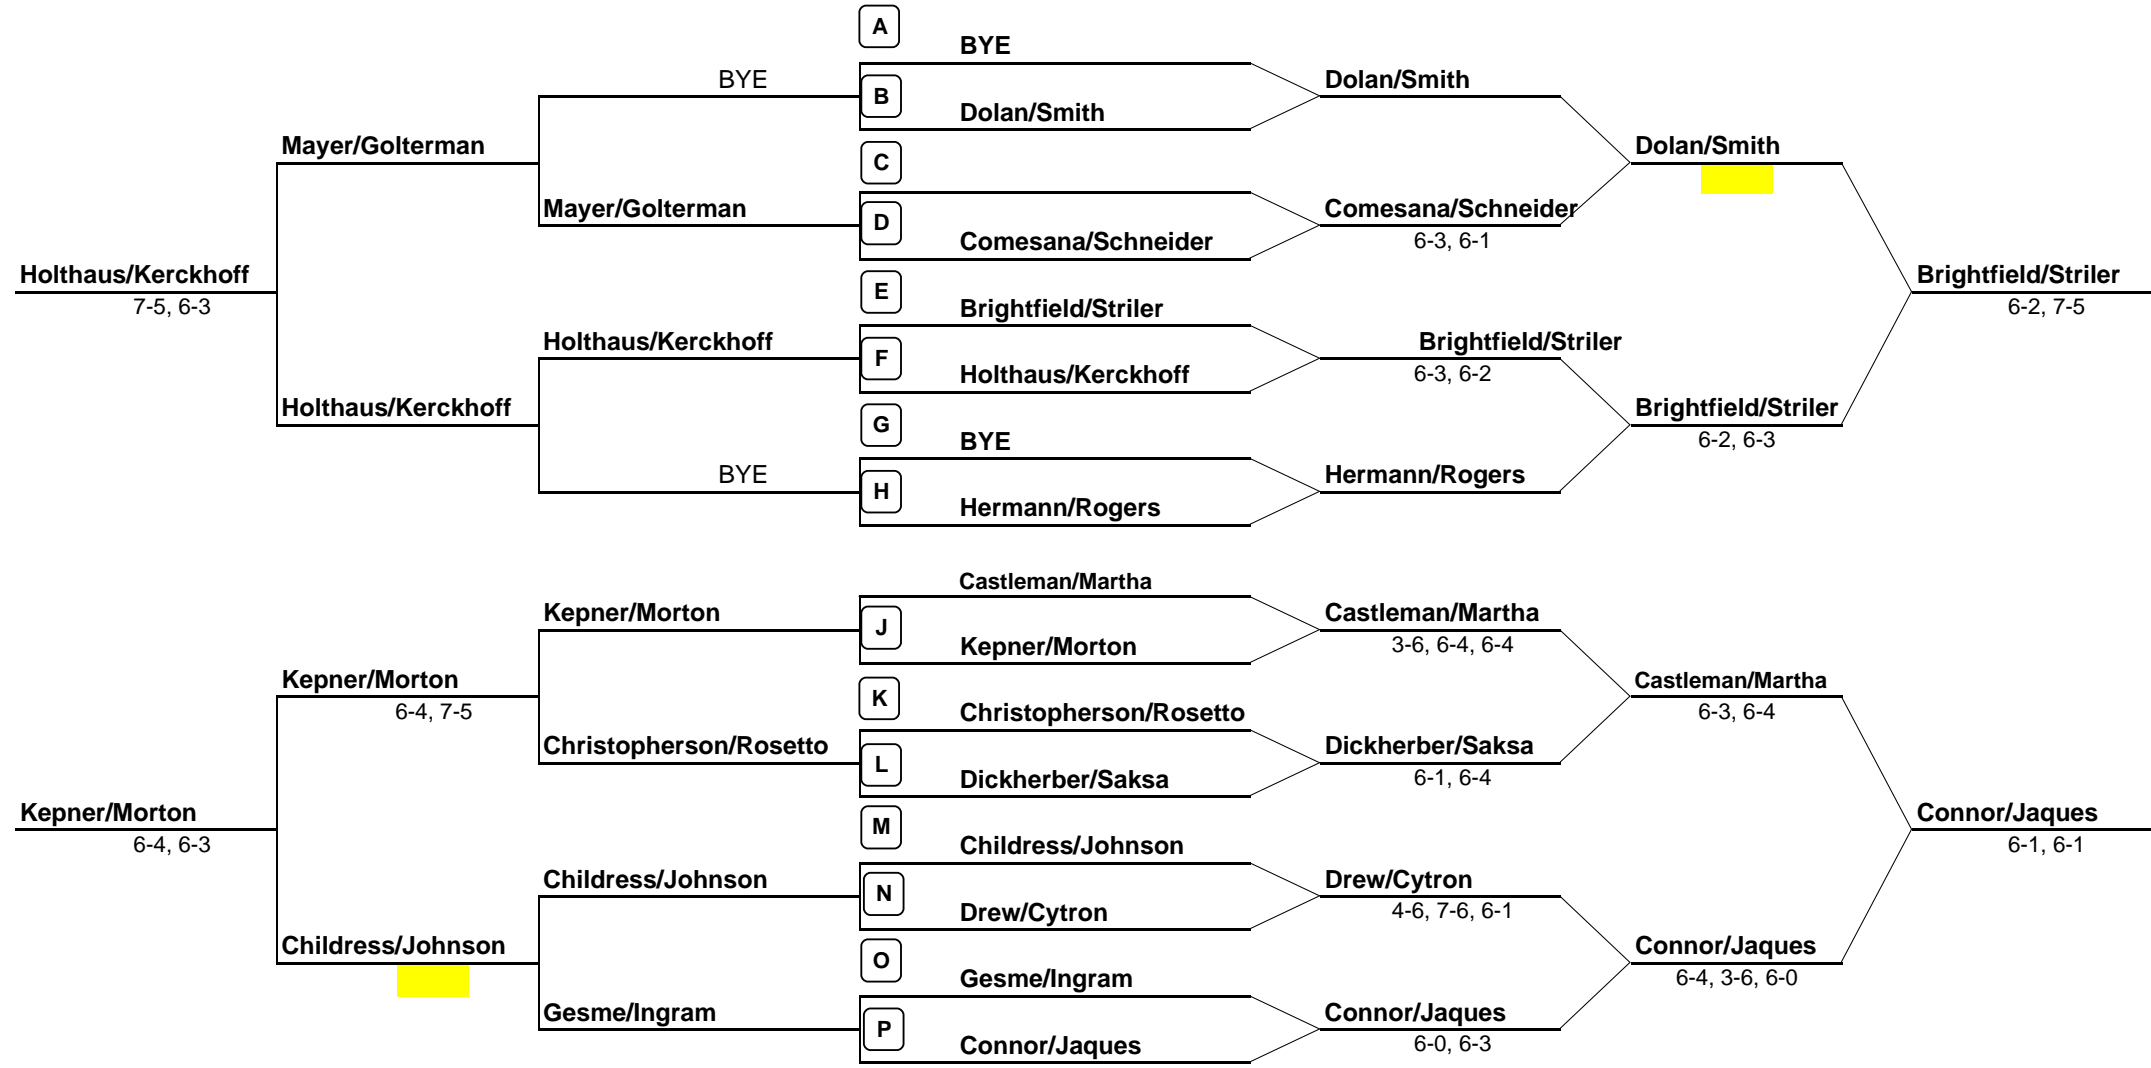 A
BYE
BYE
Dolan/Smith
B
Dolan/Smith
Mayer/Golterman
Dolan/Smith
C
Mayer/Golterman
D
Comesana/Schneider
Comesana/Schneider
6-3, 6-1
Holthaus/Kerckhoff
7-5, 6-3
E
Brightfield/Striler
Brightfield/Striler
6-2, 7-5
Holthaus/Kerckhoff
F
Holthaus/Kerckhoff
Brightfield/Striler
6-3, 6-2
Holthaus/Kerckhoff
G
BYE
Brightfield/Striler
6-2, 6-3
BYE
H
Hermann/Rogers
Hermann/Rogers
Castleman/Martha
Kepner/Morton
J
Kepner/Morton
Castleman/Martha
3-6, 6-4, 6-4
Kepner/Morton
6-4, 7-5
K
Christopherson/Rosetto
Castleman/Martha
6-3, 6-4
Christopherson/Rosetto
L
Dickherber/Saksa
Dickherber/Saksa
6-1, 6-4
Kepner/Morton
6-4, 6-3
M
Childress/Johnson
Connor/Jaques
6-1, 6-1
Childress/Johnson
N
Drew/Cytron
Drew/Cytron
4-6, 7-6, 6-1
Childress/Johnson
O
Gesme/Ingram
Connor/Jaques
6-4, 3-6, 6-0
Gesme/Ingram
P
Connor/Jaques
Connor/Jaques
6-0, 6-3